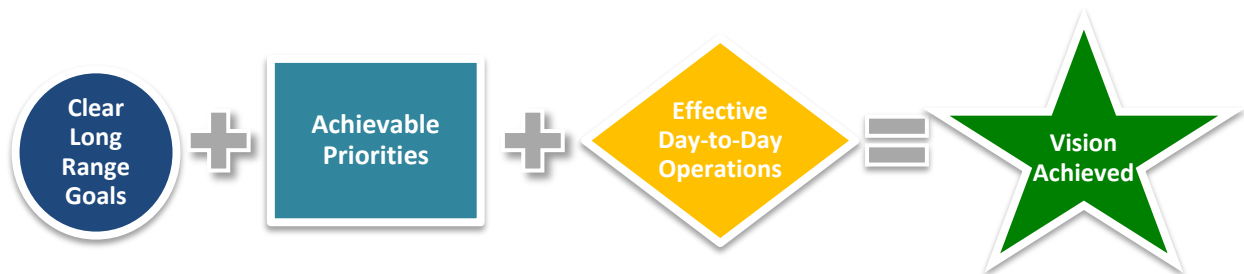 Clear
Long
Range
Goals
Achievable
Priorities
Effective
Day-to-Day
Operations
Vision
Achieved